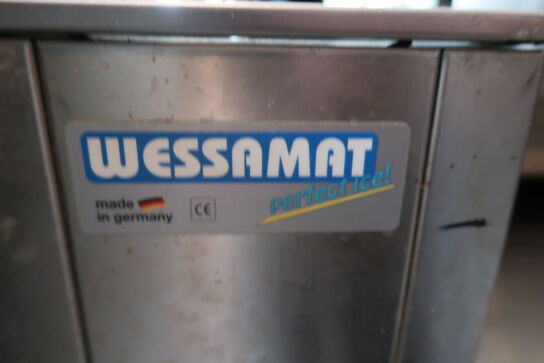 WESSAMAT
perfect ice!
made
in germany
CE